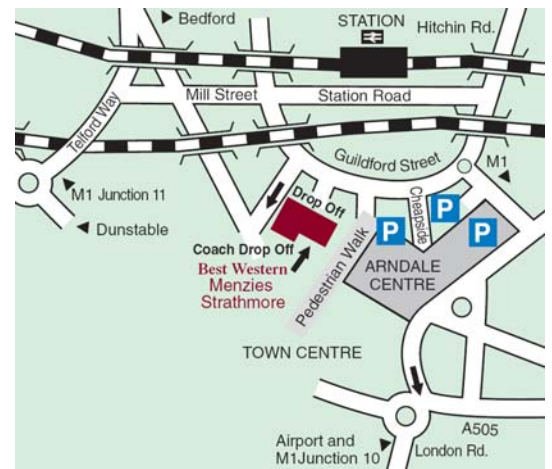 Bedford
STATION
Hitchin Rd.
Mill Street
Station Road
Telford Way
Guildford Street
M1
M1 Junction 11
Dunstable
Drop Off
Cheapside
P
P
P
Coach Drop Off
Best Western
Menzies
Strathmore
Pedestrian Walk
ARNDALE
CENTRE
TOWN CENTRE
A505
Airport and
M1Junction 10
London Rd.